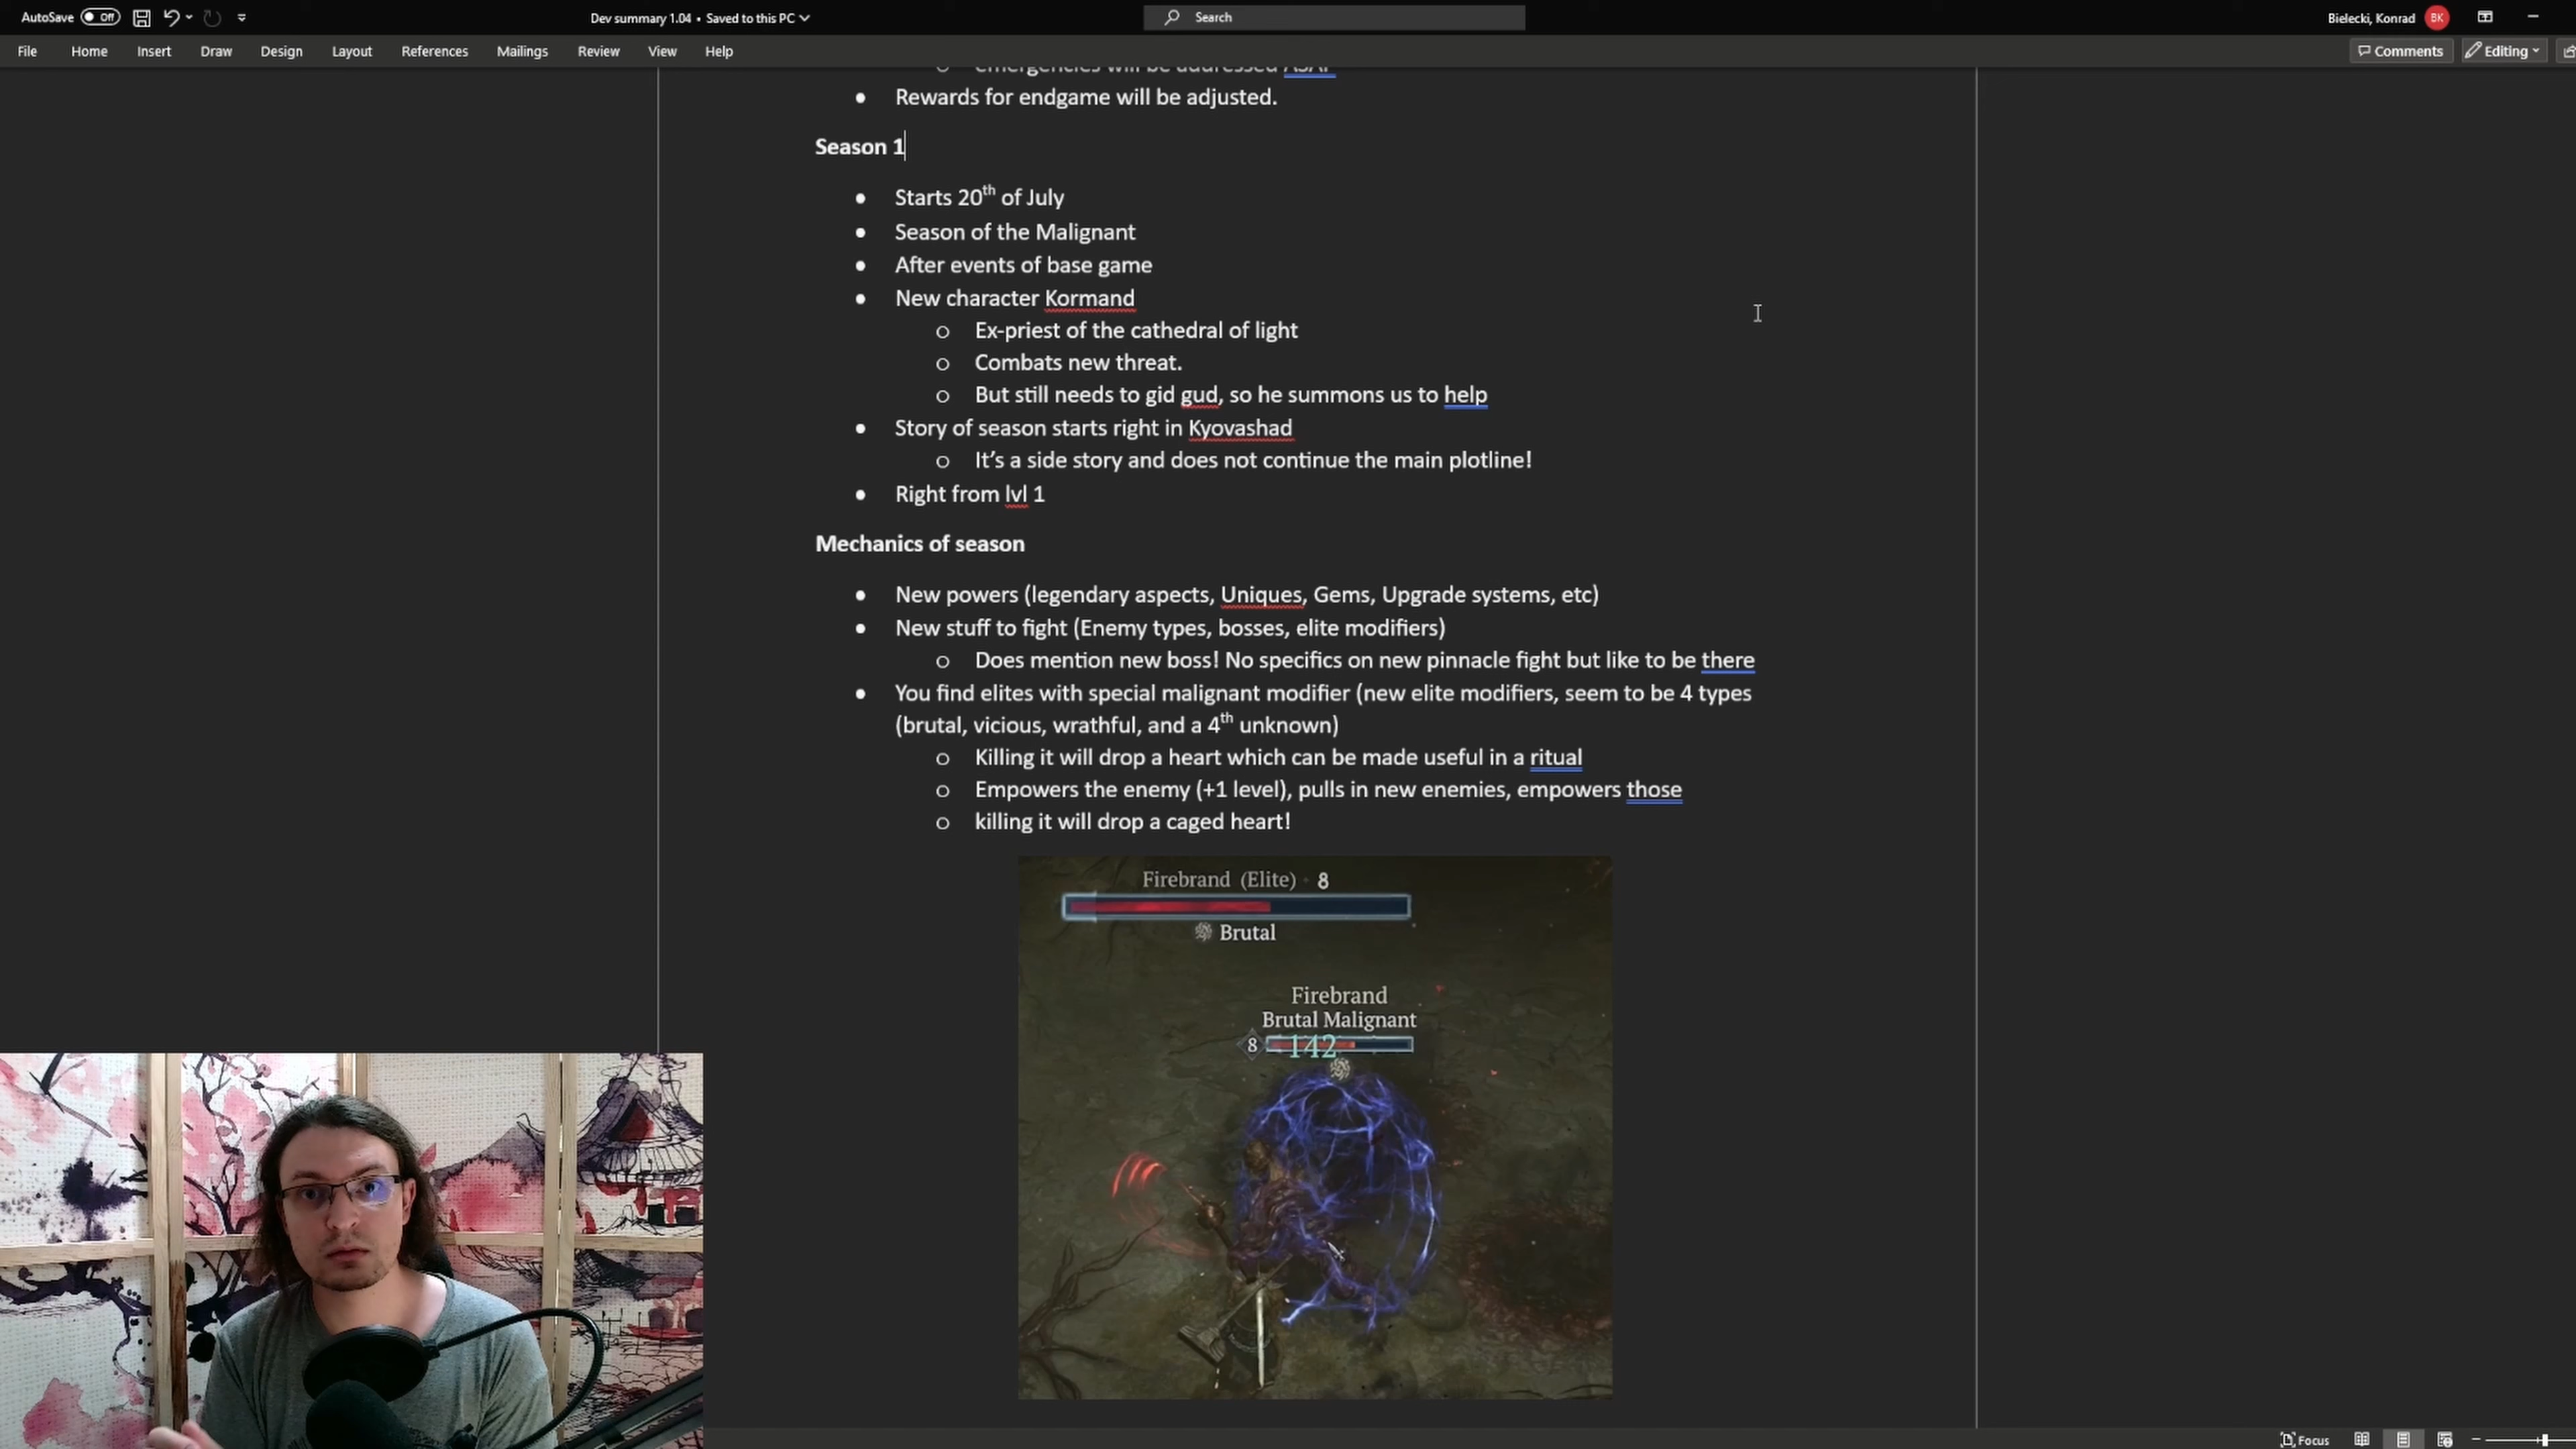 AutoSave Off Dev summary 1.04 • Saved to this PC Search Bielecki, Konrad BK
File Home Insert Draw Design Layout References Mailings Review View Help Comments Editing
emergencies will be addressed ASAP
Rewards for endgame will be adjusted.
Season 1
Starts 20th of July
Season of the Malignant
After events of base game
New character Kormand
Ex-priest of the cathedral of light
Combats new threat.
But still needs to gid gud, so he summons us to help
Story of season starts right in Kyovashad
It's a side story and does not continue the main plotline!
Right from lvl 1
Mechanics of season
New powers (legendary aspects, Uniques, Gems, Upgrade systems, etc)
New stuff to fight (Enemy types, bosses, elite modifiers)
Does mention new boss! No specifics on new pinnacle fight but like to be there
You find elites with special malignant modifier (new elite modifiers, seem to be 4 types
(brutal, vicious, wrathful, and a 4th unknown)
Killing it will drop a heart which can be made useful in a ritual
Empowers the enemy (+1 level), pulls in new enemies, empowers those
killing it will drop a caged heart!
Firebrand (Elite) · 8
Brutal
Firebrand
Brutal Malignant
8 142
Focus